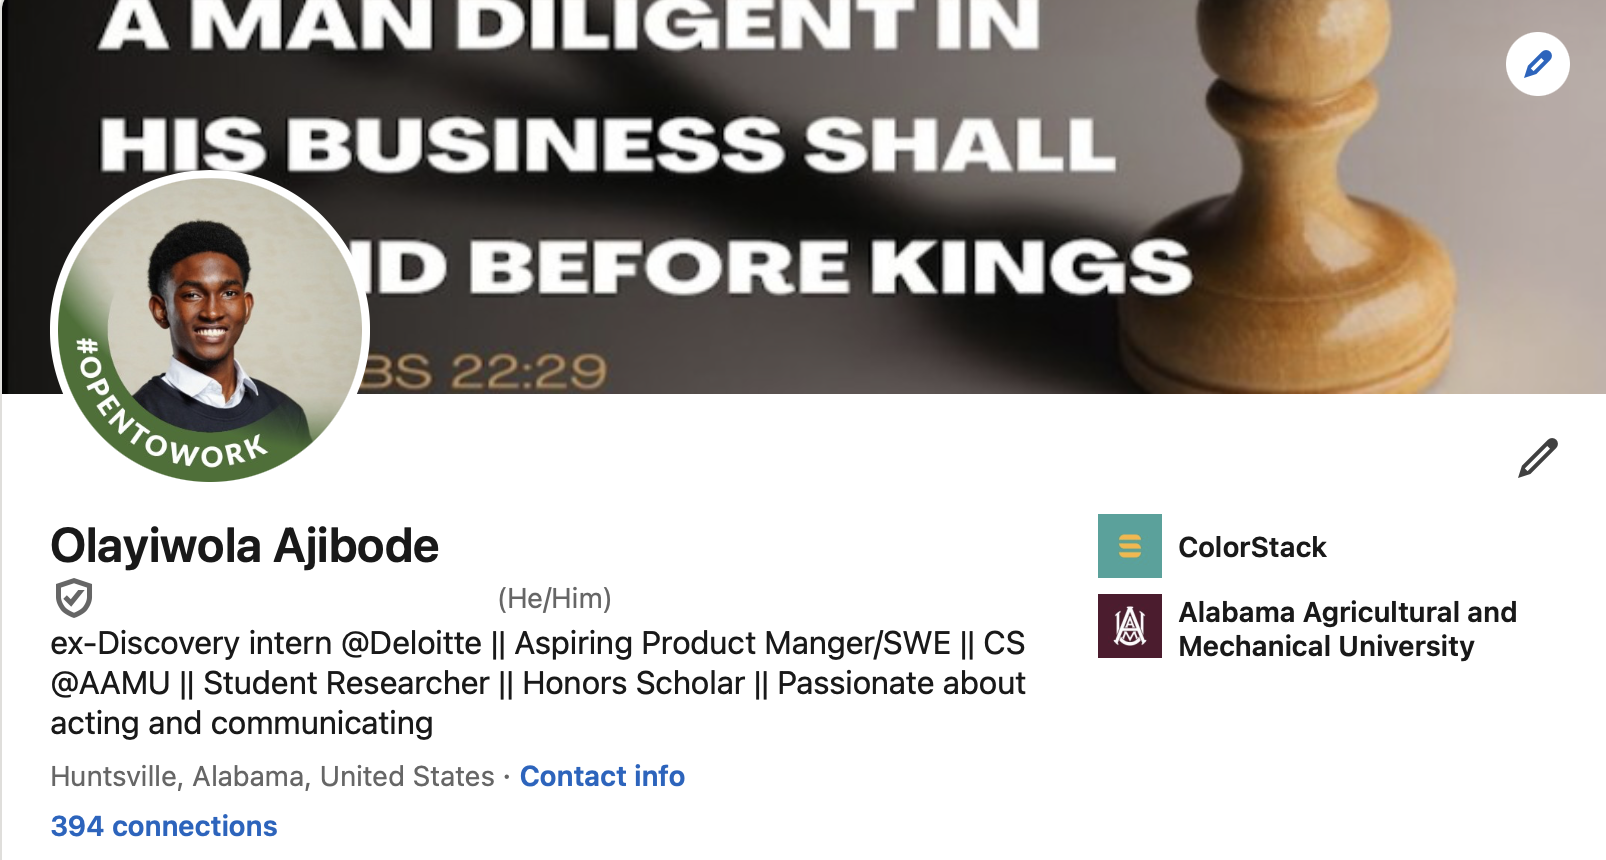 A MAN DILIGENT IN
HIS BUSINESS SHALL
ND BEFORE KINGS
BS 22:29
#OPENTOWORK
Olayiwola Ajibode
(He/Him)
ex-Discovery intern @Deloitte || Aspiring Product Manger/SWE || CS
@AAMU || Student Researcher || Honors Scholar || Passionate about
acting and communicating
Huntsville, Alabama, United States · Contact info
394 connections
ColorStack
Alabama Agricultural and
Mechanical University